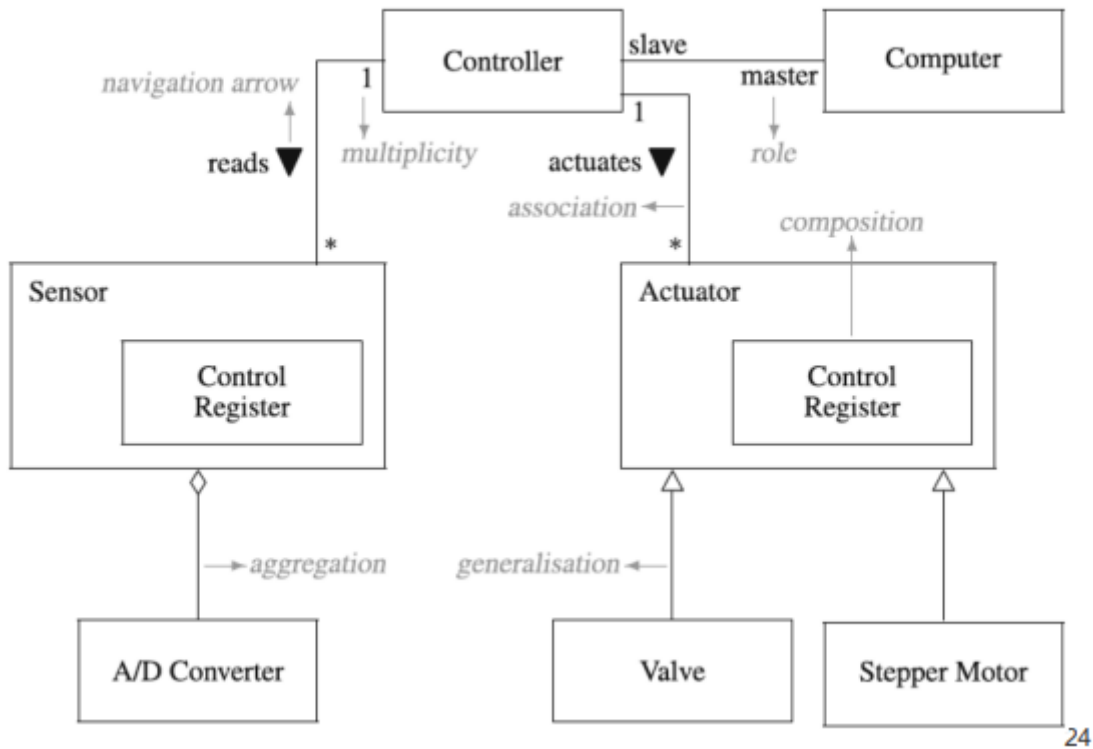 Controller
slave
master
Computer
navigation arrow
1
1
multiplicity
role
reads
actuates
association
composition
*
*
Sensor
Actuator
Control
Register
Control
Register
aggregation
generalisation
A/D Converter
Valve
Stepper Motor
24